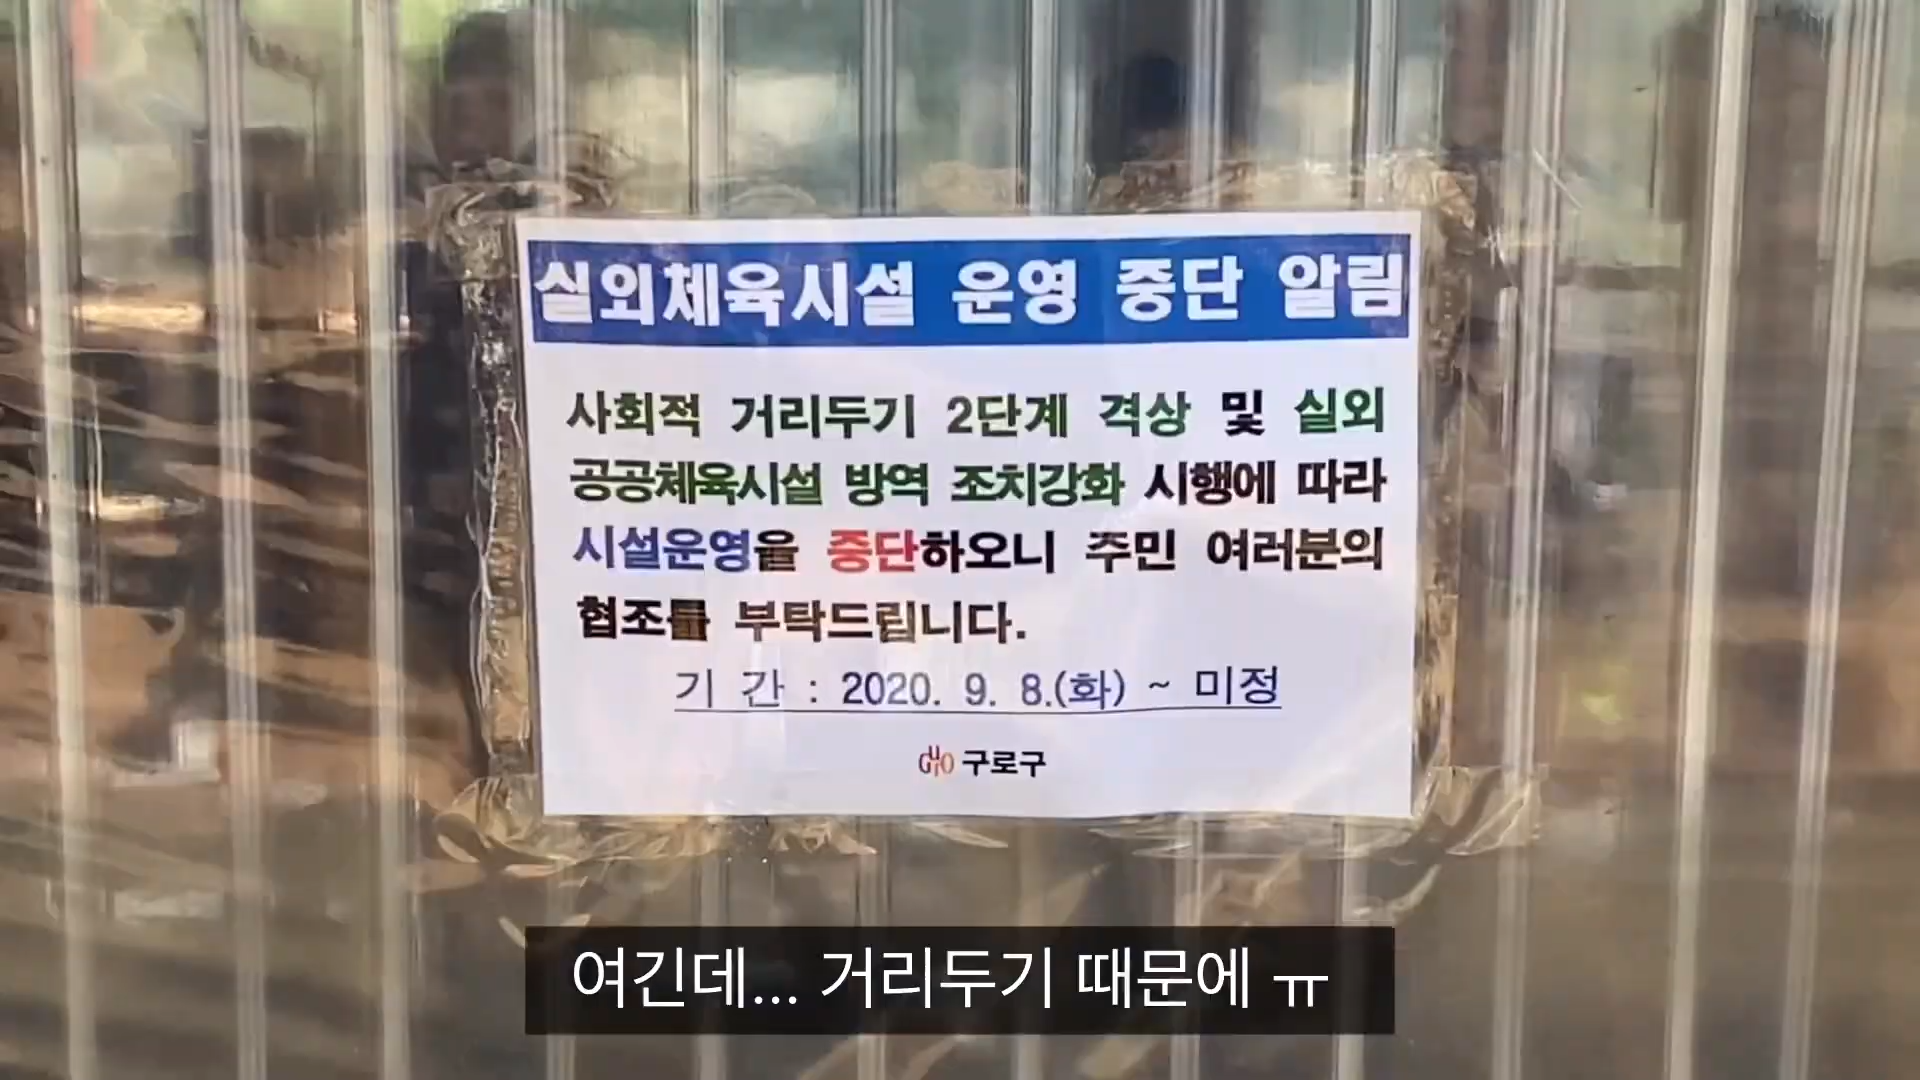 실외체육시설 운영 중단 알림
사회적 거리두기 2단계 격상 및 실외
공공체육시설 방역 조치강화 시행에 따라
시설운영을 중단하오니 주민 여러분의
협조를 부탁드립니다.
기 간 : 2020. 9. 8.(화) ~ 미정
GURO 구로구
여긴데... 거리두기 때문에 ㅠ